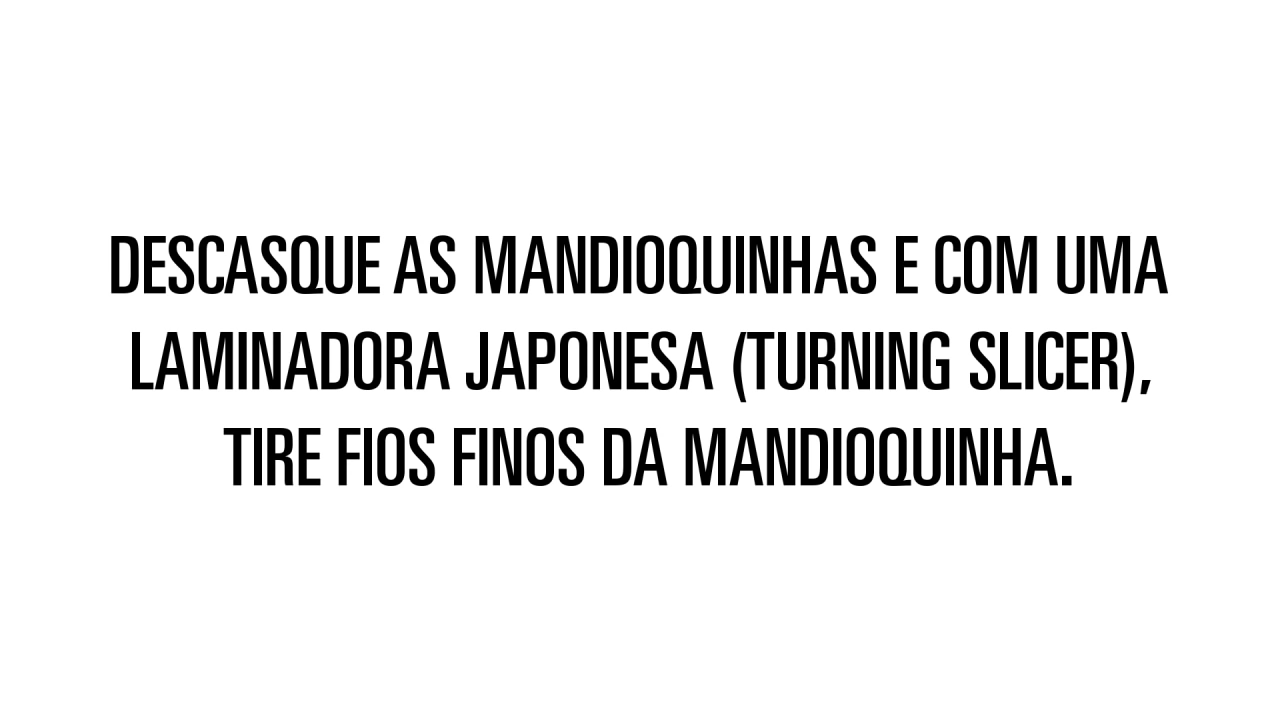 DESCASQUE AS MANDIOQUINHAS E COM UMA
LAMINADORA JAPONESA (TURNING SLICER),
TIRE FIOS FINOS DA MANDIOQUINHA.